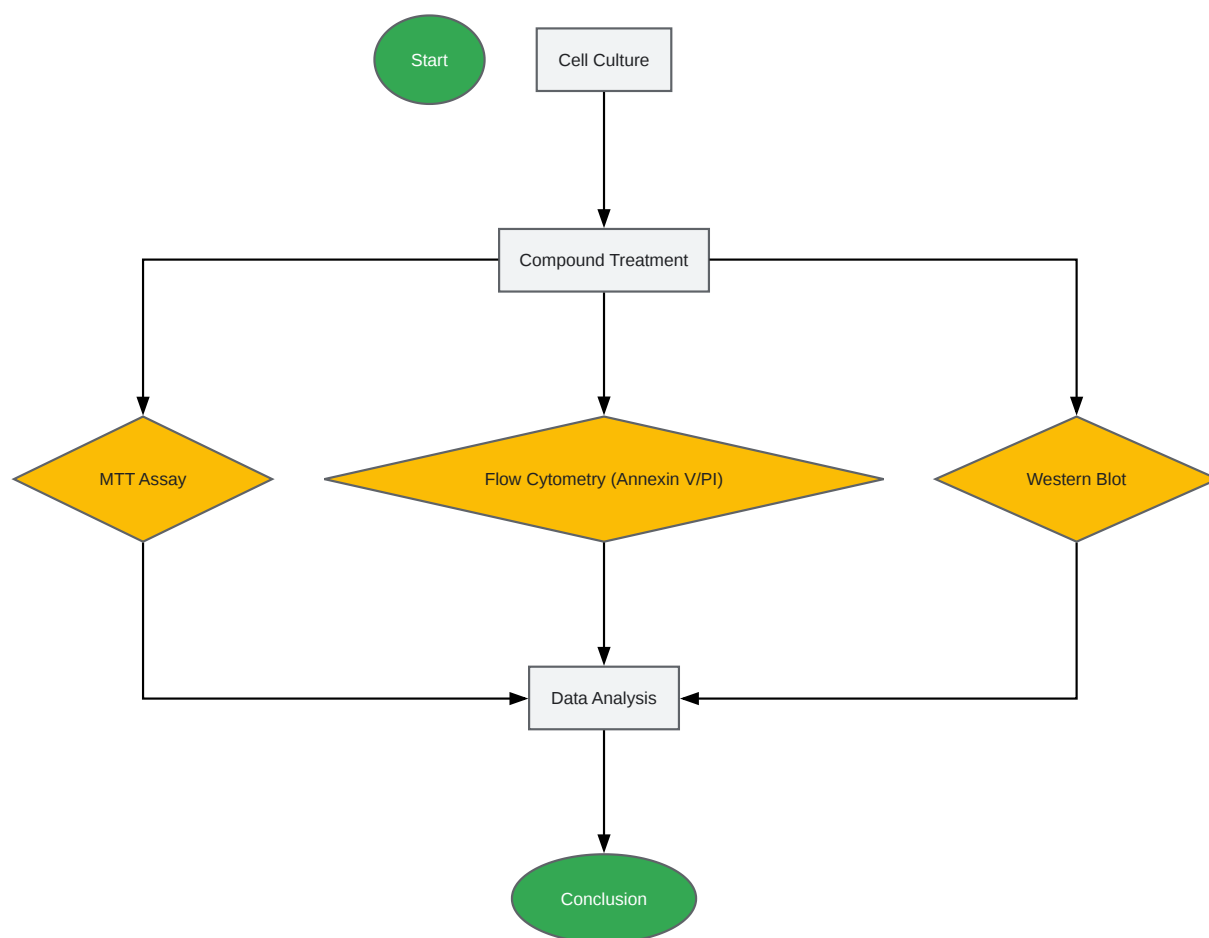 Start
Cell Culture
Compound Treatment
MTT Assay
Flow Cytometry (Annexin V/PI)
Western Blot
Data Analysis
Conclusion